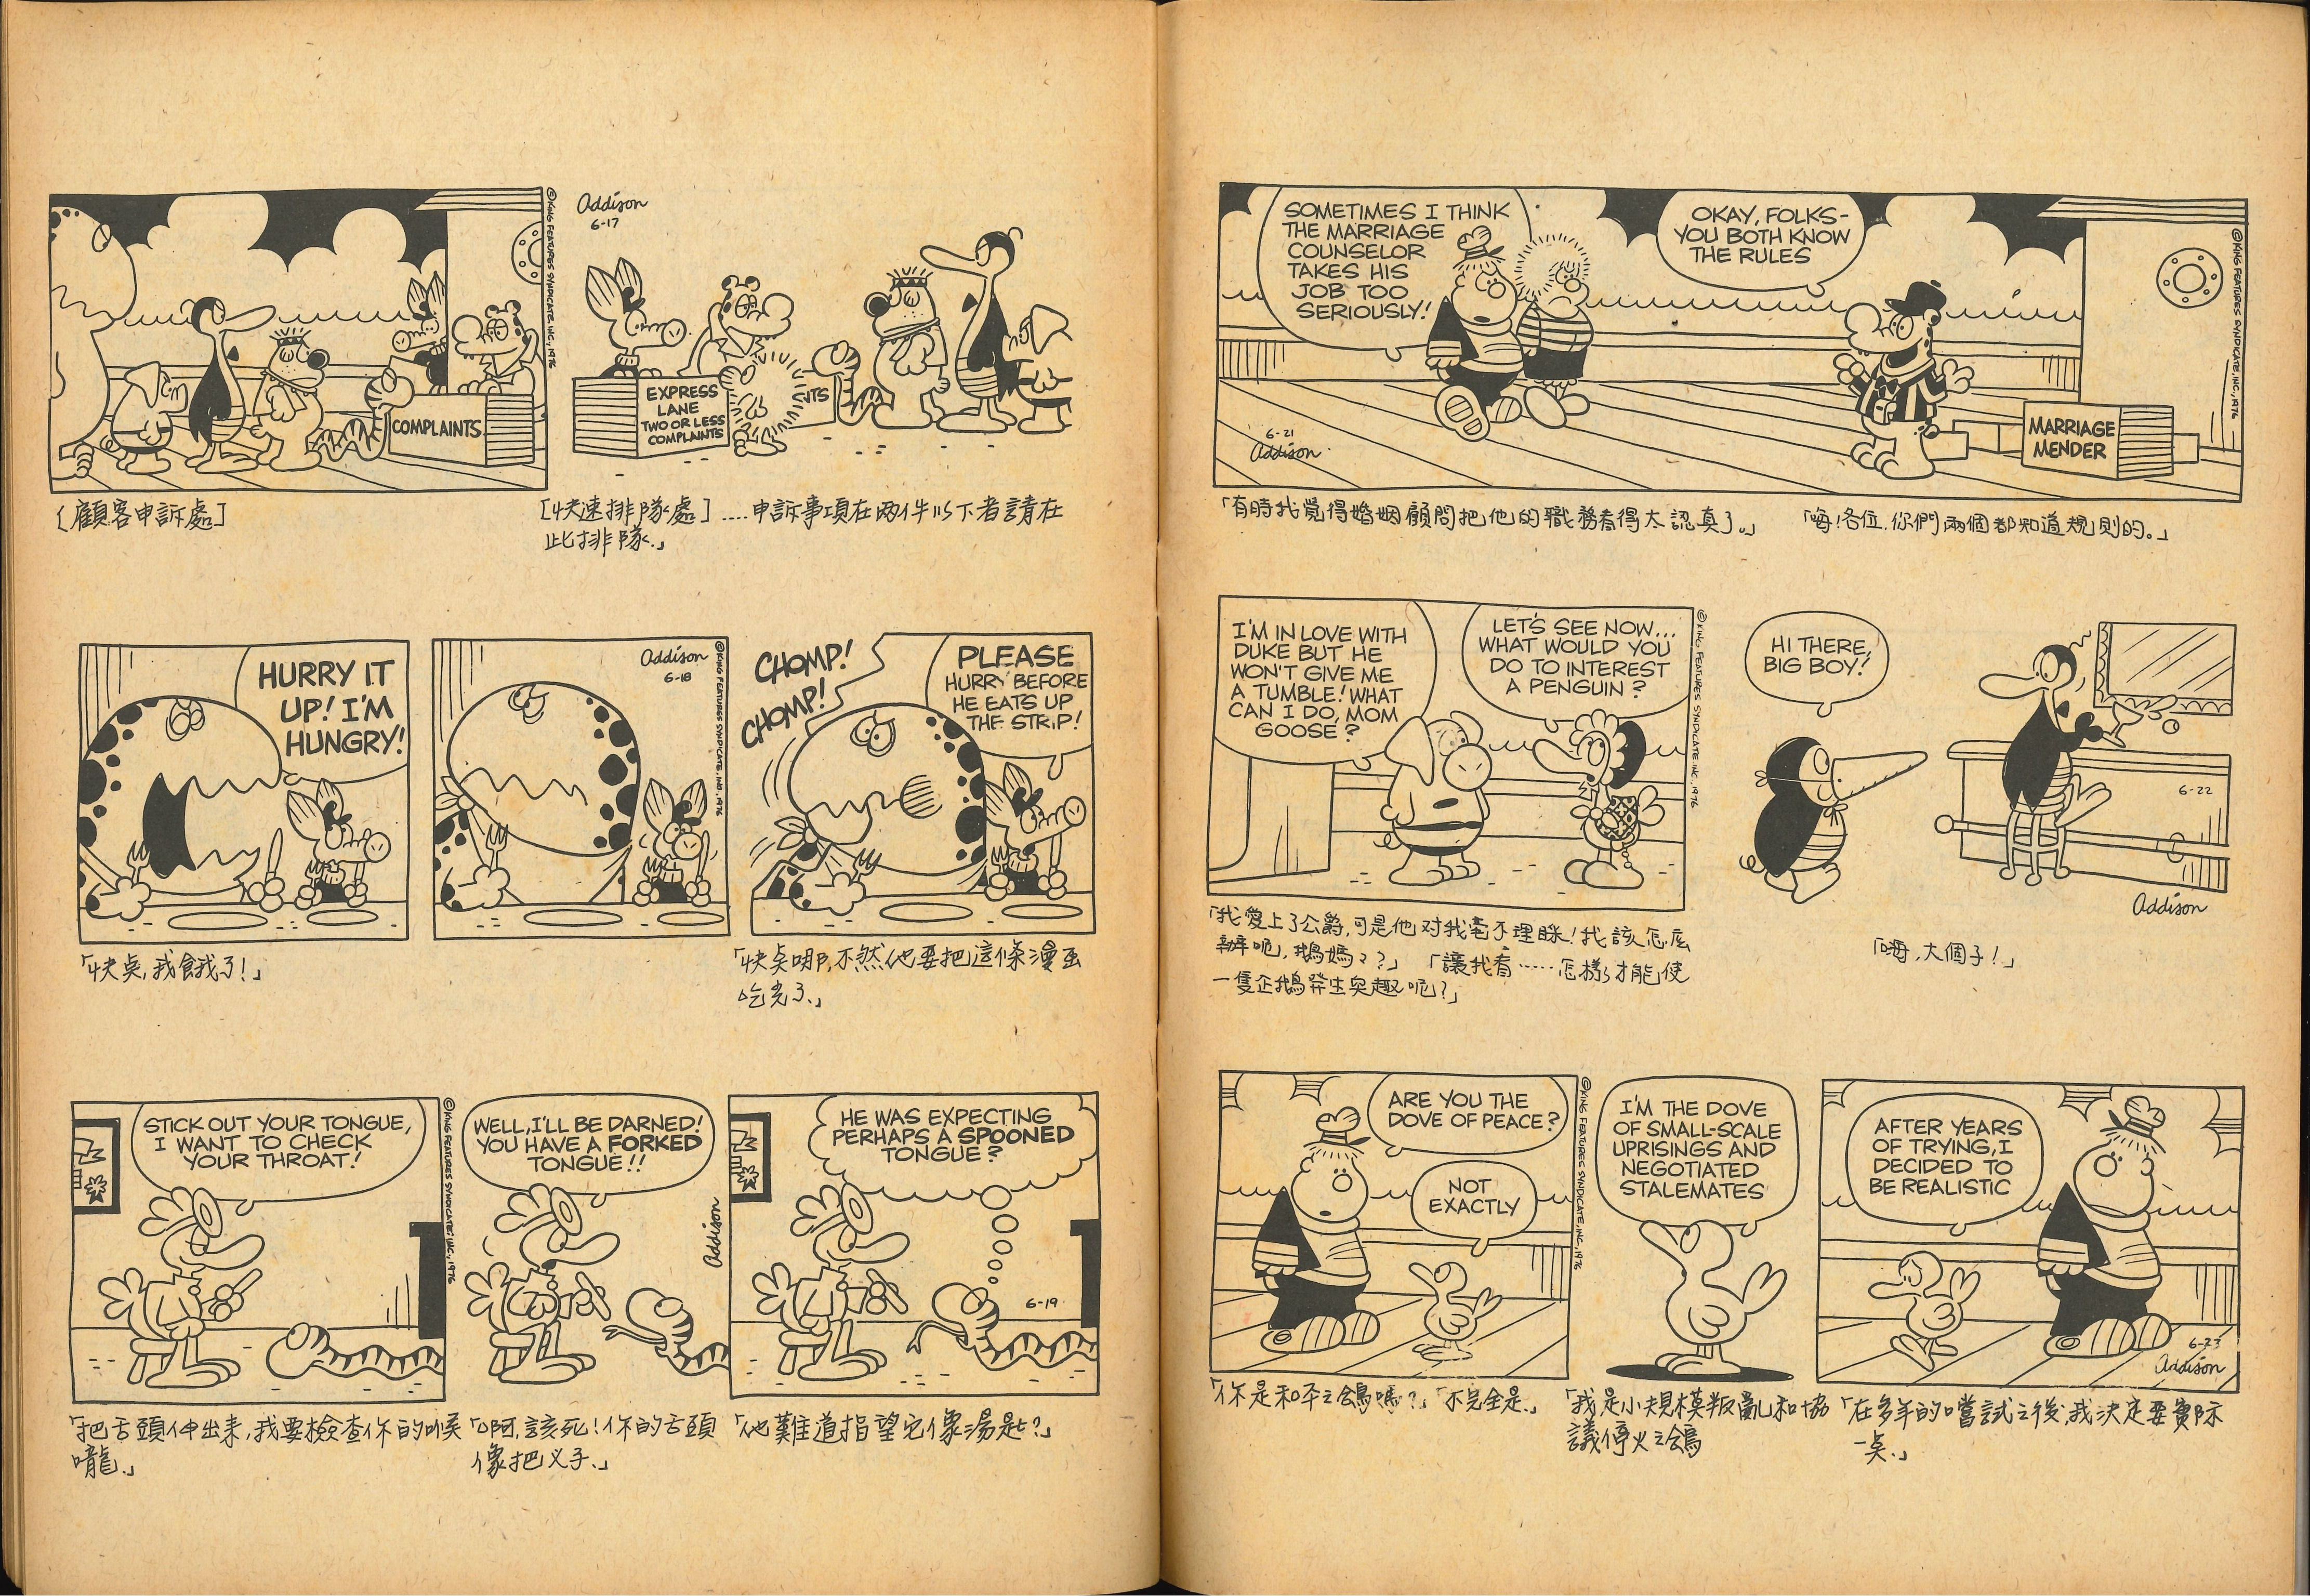 COMPLAINTS
©KING FEATURES SYNDICATE, INC., 1976
Addison
6-17
EXPRESS
LANE
TWO OR LESS
COMPLAINTS
NTS
〔顧客申訴處〕
〔快速排隊處〕....申訴事項在兩件以下者請在
此排隊.」
HURRY IT
UP! I'M
HUNGRY!
Addison
6-18
©KING FEATURES SYNDICATE, INC., 1976
CHOMP!
CHOMP!
PLEASE
HURRY BEFORE
HE EATS UP
THE STRIP!
「快奌,我餓了!」
「快奌哪,不然他要把這條漫画
吃光了.」
STICK OUT YOUR TONGUE,
I WANT TO CHECK
YOUR THROAT!
©KING FEATURES SYNDICATE, INC., 1976
WELL, I'LL BE DARNED!
YOU HAVE A FORKED
TONGUE!!
Addison
HE WAS EXPECTING
PERHAPS A SPOONED
TONGUE?
6-19
「把舌頭伸出来,我要檢查你的喉
嚨.」
「啊,該死!你的舌頭
像把义子.」
「他難道指望它像湯匙?」
SOMETIMES I THINK
THE MARRIAGE
COUNSELOR
TAKES HIS
JOB TOO
SERIOUSLY!
OKAY, FOLKS-
YOU BOTH KNOW
THE RULES
MARRIAGE
MENDER
6-21
Addison
©KING FEATURES SYNDICATE, INC., 1976
「有時我覺得婚姻顧問把他的職務看得太認真了。」
「嗨!各位.你們兩個都知道規則的。」
I'M IN LOVE WITH
DUKE BUT HE
WON'T GIVE ME
A TUMBLE! WHAT
CAN I DO, MOM
GOOSE?
LET'S SEE NOW...
WHAT WOULD YOU
DO TO INTEREST
A PENGUIN?
©KING FEATURES SYNDICATE INC., 1976
HI THERE,
BIG BOY!
6-22
Addison
「我愛上了公爵,可是他对我毫不理睬!我該怎底
辦呢,鵝媽?」「讓我看……怎樣才能使
一隻企鵝発生興趣呢?」
「嗨,大個子!」
ARE YOU THE
DOVE OF PEACE?
NOT
EXACTLY
©KING FEATURES SYNDICATE, INC., 1976
I'M THE DOVE
OF SMALL-SCALE
UPRISINGS AND
NEGOTIATED
STALEMATES
AFTER YEARS
OF TRYING, I
DECIDED TO
BE REALISTIC
6-23
Addison
「你是和平之鴿嗎?」「不完全是.」
「我是小規模叛亂和協
議停火之鴿
「在多年的嚐試之後,我決定要實际
一奌.」